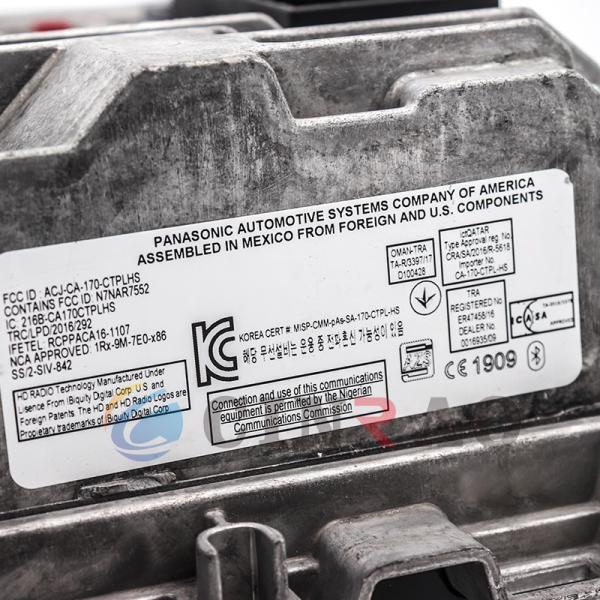 PANASONIC AUTOMOTIVE SYSTEMS COMPANY OF AMERICA
ASSEMBLED IN MEXICO FROM FOREIGN AND U.S. COMPONENTS
FCC ID: ACJ-CA-170-CTPLHS
CONTAINS FCC ID: N7NAR7552
IC: 216B-CA170CTPLHS
TRC/LPD/2016/292
IFETEL: RCPPACA16-1107
NCA APPROVED: 1Rx-9M-7E0-x86
SS/2-SIV-842
HD RADIO Technology Manufactured Under
Lisence From iBiquity Digital Corp. U.S and
Foreign Patents. The HD and HD Radio Logos are
Propietary trademarks of iBiquity Digital Corp.
KOREA CERT #: MISP-CMM-pAs-SA-170-CTPL-HS
해당 무선설비는 운용 중 전파혼신 가능성이 있음
Connection and use of this communications
equipment is permitted by the Nigerian
Communications Commission
OMAN-TRA
TA-R/3397/17
D100428
ictQATAR
Type Approval reg. No
CRA/SA/2016/R-5618
Importer No.
CA-170-CTPL-HS
TRA
REGISTERED No
ER47458/16
DEALER No
0016935/09
ICASA
CE 1909